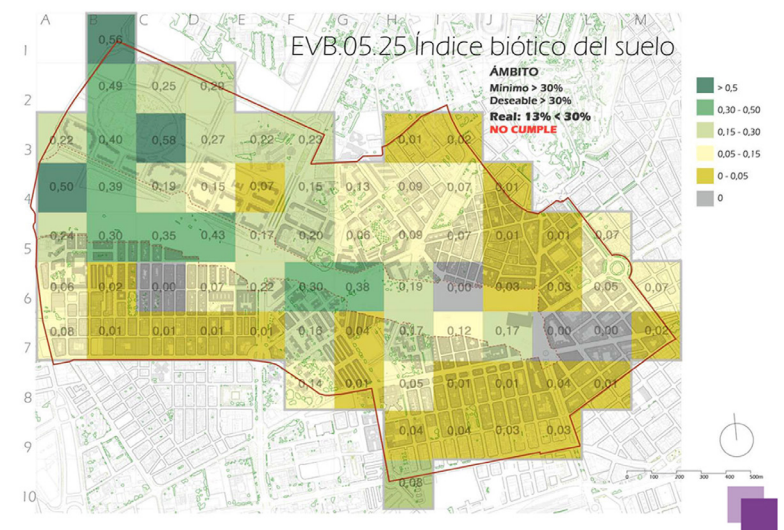 A B C D E F G H I J K L M
EVB.05.25 Índice biótico del suelo
1 0,56
ÁMBITO
Mínimo > 30%
Deseable > 30%
Real: 13% < 30%
NO CUMPLE
> 0,5
0,30 - 0,50
0,15 - 0,30
0,05 - 0,15
0 - 0,05
0
2 0,49 0,25 0,29
3 0,22 0,40 0,58 0,27 0,22 0,23 0,01 0,02
4 0,50 0,39 0,19 0,15 0,07 0,15 0,13 0,09 0,07 0,01
5 0,24 0,30 0,35 0,43 0,17 0,20 0,06 0,09 0,07 0,01 0,01 0,07
6 0,06 0,02 0,00 0,07 0,22 0,30 0,38 0,19 0,00 0,03 0,03 0,05 0,07
7 0,08 0,01 0,01 0,01 0,01 0,16 0,04 0,17 0,12 0,17 0,00 0,00 0,02
8 0,14 0,01 0,05 0,01 0,01 0,04 0,01
9 0,04 0,04 0,03 0,03
10 0,08
0 100 200 300 400 500m